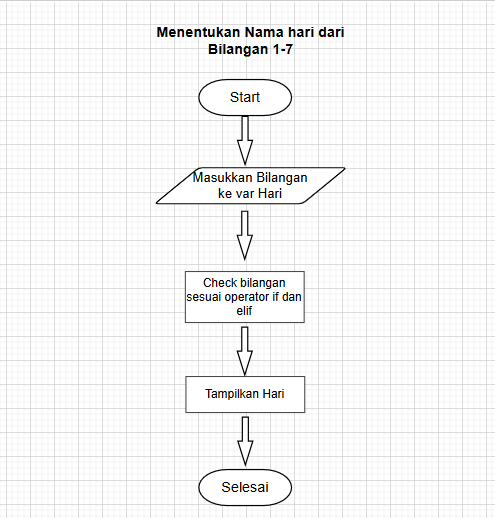 Menentukan Nama hari dari
Bilangan 1-7
Start
Masukkan Bilangan
ke var Hari
Check bilangan
sesuai operator if dan
elif
Tampilkan Hari
Selesai